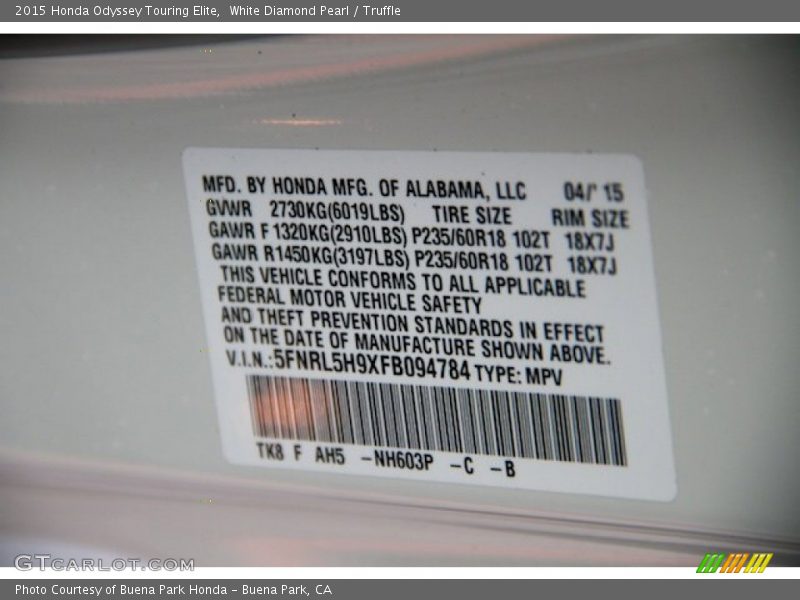 2015 Honda Odyssey Touring Elite,  White Diamond Pearl / Truffle
MFD. BY HONDA MFG. OF ALABAMA, LLC 04/' 15
GVWR 2730KG(6019LBS) TIRE SIZE RIM SIZE
GAWR F 1320KG(2910LBS) P235/60R18 102T 18X7J
GAWR R1450KG(3197LBS) P235/60R18 102T 18X7J
THIS VEHICLE CONFORMS TO ALL APPLICABLE
FEDERAL MOTOR VEHICLE SAFETY
AND THEFT PREVENTION STANDARDS IN EFFECT
ON THE DATE OF MANUFACTURE SHOWN ABOVE.
V.I.N.:5FNRL5H9XFB094784 TYPE: MPV
TK8 F AH5 -NH603P -C -B
GTCARLOT.COM
Photo Courtesy of Buena Park Honda - Buena Park, CA